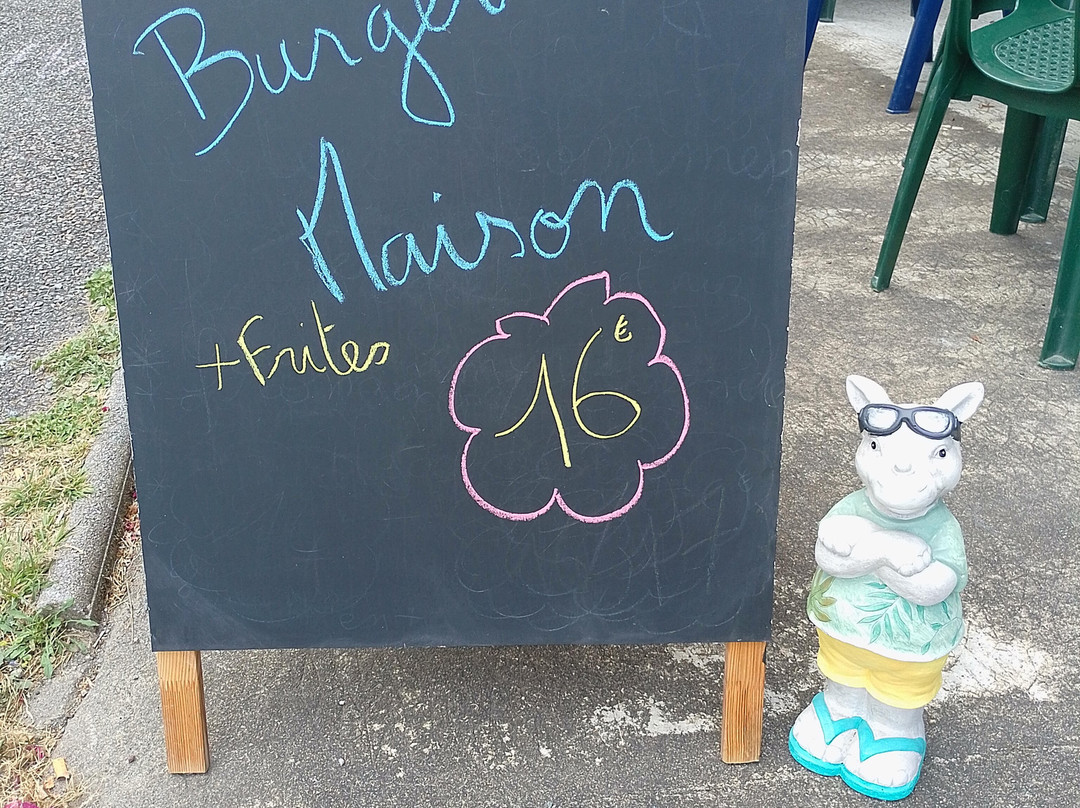 Burger
Maison
+ Frites
16€